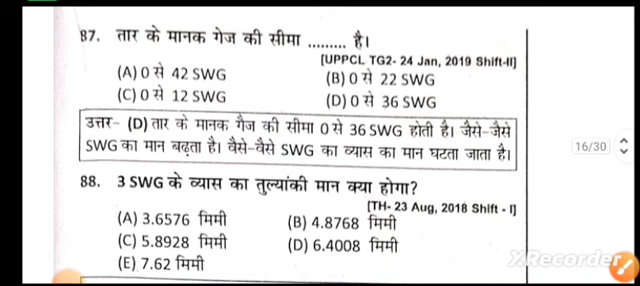 87. तार के मानक गेज की सीमा ......... है।
[UPPCL TG2- 24 Jan, 2019 Shift-II]
(A) 0 से 42 SWG (B) 0 से 22 SWG
(C) 0 से 12 SWG (D) 0 से 36 SWG
उत्तर– (D) तार के मानक गैज की सीमा 0 से 36 SWG होती है। जैसे-जैसे
SWG का मान बढ़ता है। वैसे-वैसे SWG का व्यास का मान घटता जाता है।
16/30
88. 3 SWG के व्यास का तुल्यांकी मान क्या होगा?
[TH- 23 Aug, 2018 Shift - I]
(A) 3.6576 मिमी (B) 4.8768 मिमी
(C) 5.8928 मिमी (D) 6.4008 मिमी
(E) 7.62 मिमी
XRecorder